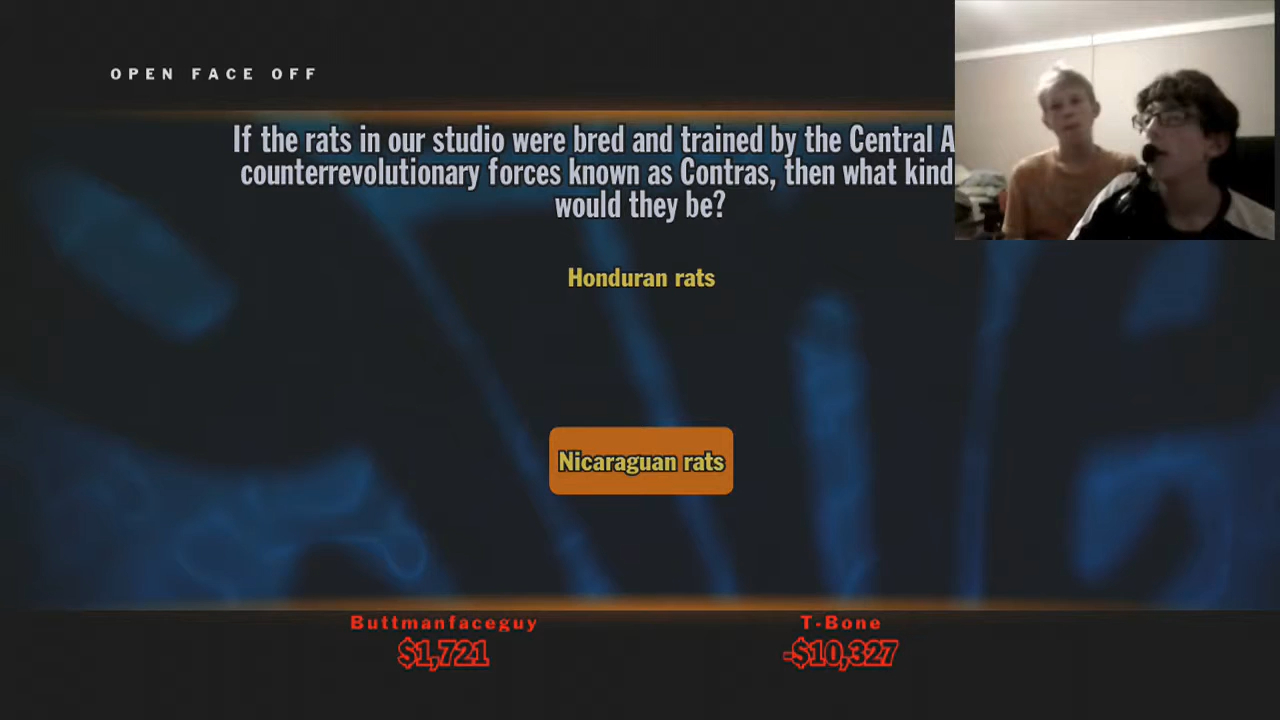 OPEN FACE OFF
If the rats in our studio were bred and trained by the Central A
counterrevolutionary forces known as Contras, then what kind
would they be?
Honduran rats
Nicaraguan rats
Buttmanfaceguy
T-Bone
$1,721
-$10,327